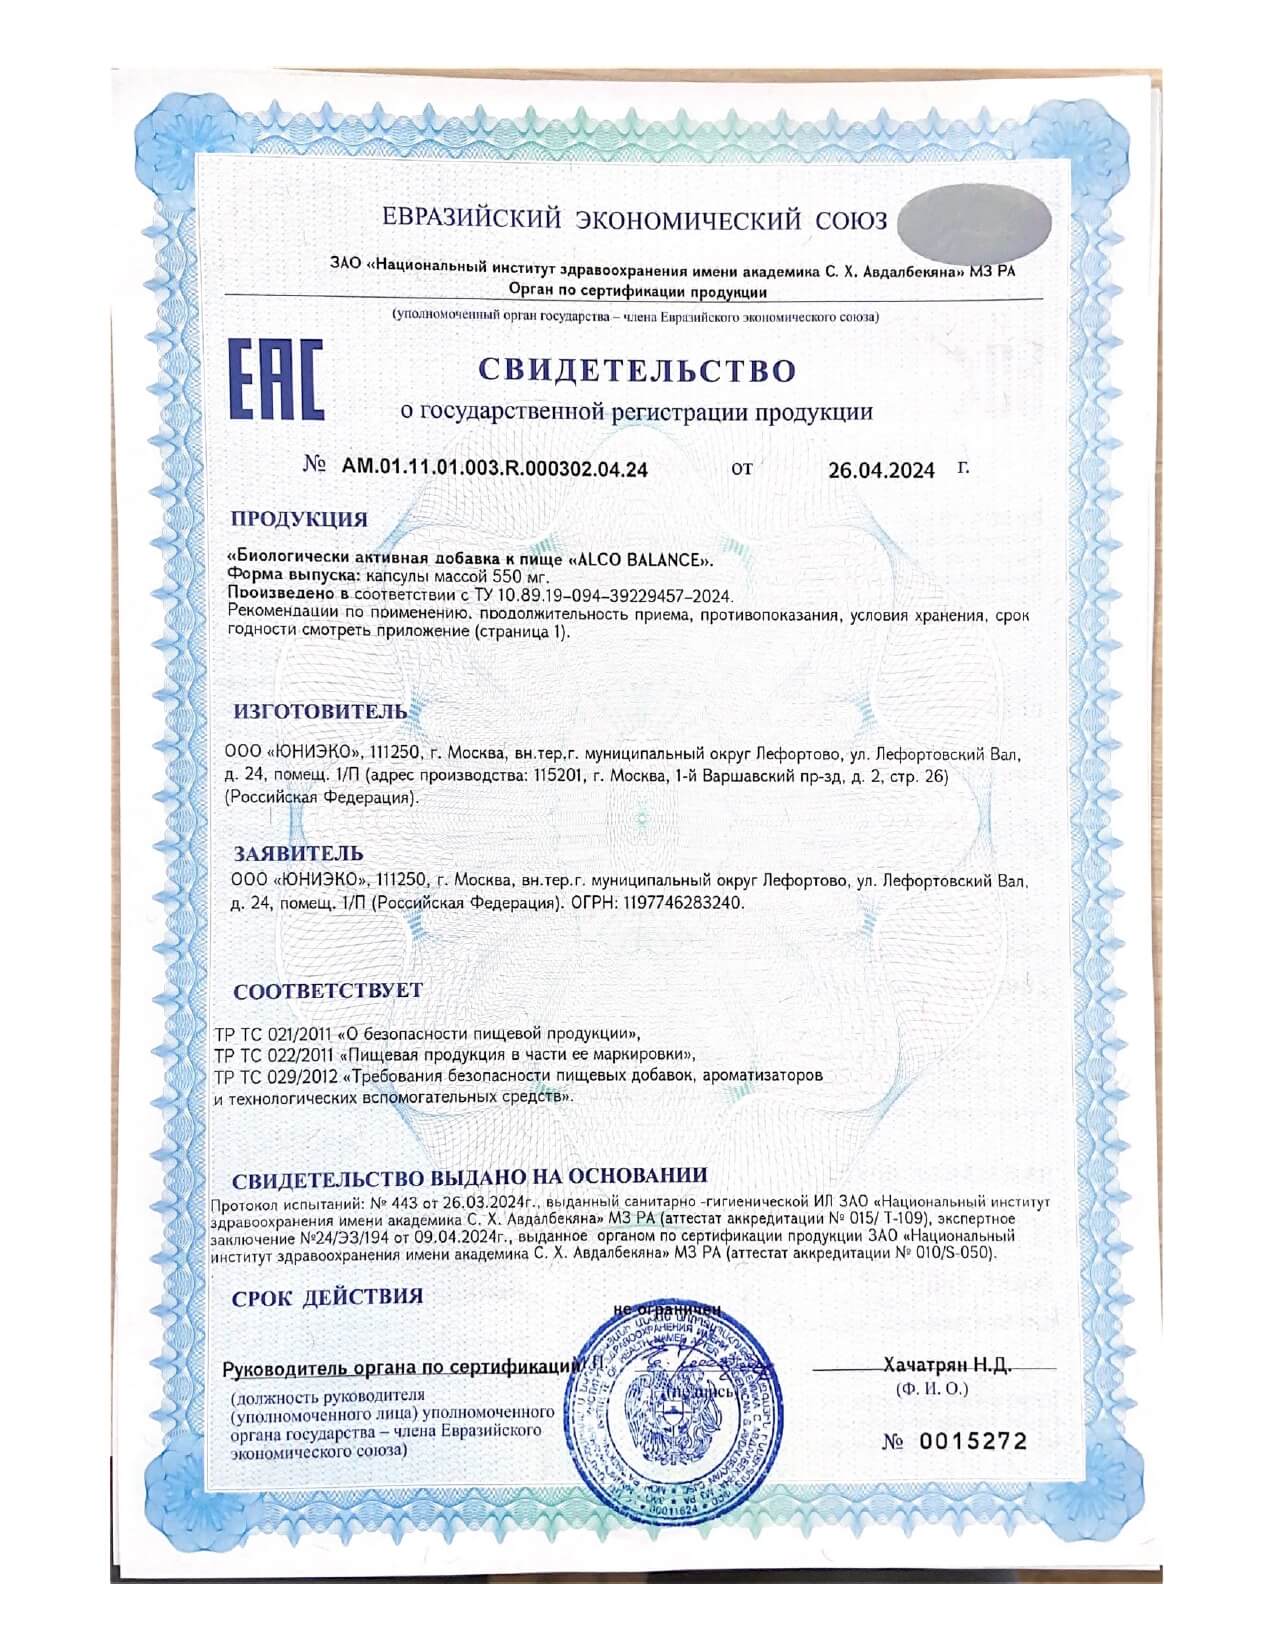 ЕВРАЗИЙСКИЙ ЭКОНОМИЧЕСКИЙ СОЮЗ
ЗАО «Национальный институт здравоохранения имени академика С. Х. Авдалбекяна» МЗ РА
Орган по сертификации продукции
(уполномоченный орган государства – члена Евразийского экономического союза)
EAC
СВИДЕТЕЛЬСТВО
о государственной регистрации продукции
№ AM.01.11.01.003.R.000302.04.24 от 26.04.2024 г.
ПРОДУКЦИЯ
«Биологически активная добавка к пище «ALCO BALANCE».
Форма выпуска: капсулы массой 550 мг.
Произведено в соответствии с ТУ 10.89.19-094-39229457-2024.
Рекомендации по применению, продолжительность приема, противопоказания, условия хранения, срок
годности смотреть приложение (страница 1).
ИЗГОТОВИТЕЛЬ
ООО «ЮНИЭКО», 111250, г. Москва, вн.тер.г. муниципальный округ Лефортово, ул. Лефортовский Вал,
д. 24, помещ. 1/П (адрес производства: 115201, г. Москва, 1-й Варшавский пр-зд, д. 2, стр. 26)
(Российская Федерация).
ЗАЯВИТЕЛЬ
ООО «ЮНИЭКО», 111250, г. Москва, вн.тер.г. муниципальный округ Лефортово, ул. Лефортовский Вал,
д. 24, помещ. 1/П (Российская Федерация). ОГРН: 1197746283240.
СООТВЕТСТВУЕТ
ТР ТС 021/2011 «О безопасности пищевой продукции»,
ТР ТС 022/2011 «Пищевая продукция в части ее маркировки»,
ТР ТС 029/2012 «Требования безопасности пищевых добавок, ароматизаторов
и технологических вспомогательных средств».
СВИДЕТЕЛЬСТВО ВЫДАНО НА ОСНОВАНИИ
Протокол испытаний: № 443 от 26.03.2024г., выданный санитарно -гигиенической ИЛ ЗАО «Национальный институт
здравоохранения имени академика С. Х. Авдалбекяна» МЗ РА (аттестат аккредитации № 015/ Т-109), экспертное
заключение №24/ЭЗ/194 от 09.04.2024г., выданное органом по сертификации продукции ЗАО «Национальный
институт здравоохранения имени академика С. Х. Авдалбекяна» МЗ РА (аттестат аккредитации № 010/S-050).
СРОК ДЕЙСТВИЯ
не ограничен
Руководитель органа по сертификации М.П. Хачатрян Н.Д.
(подпись) (Ф. И. О.)
(должность руководителя
(уполномоченного лица) уполномоченного
органа государства – члена Евразийского
экономического союза)
№ 0015272
00011624